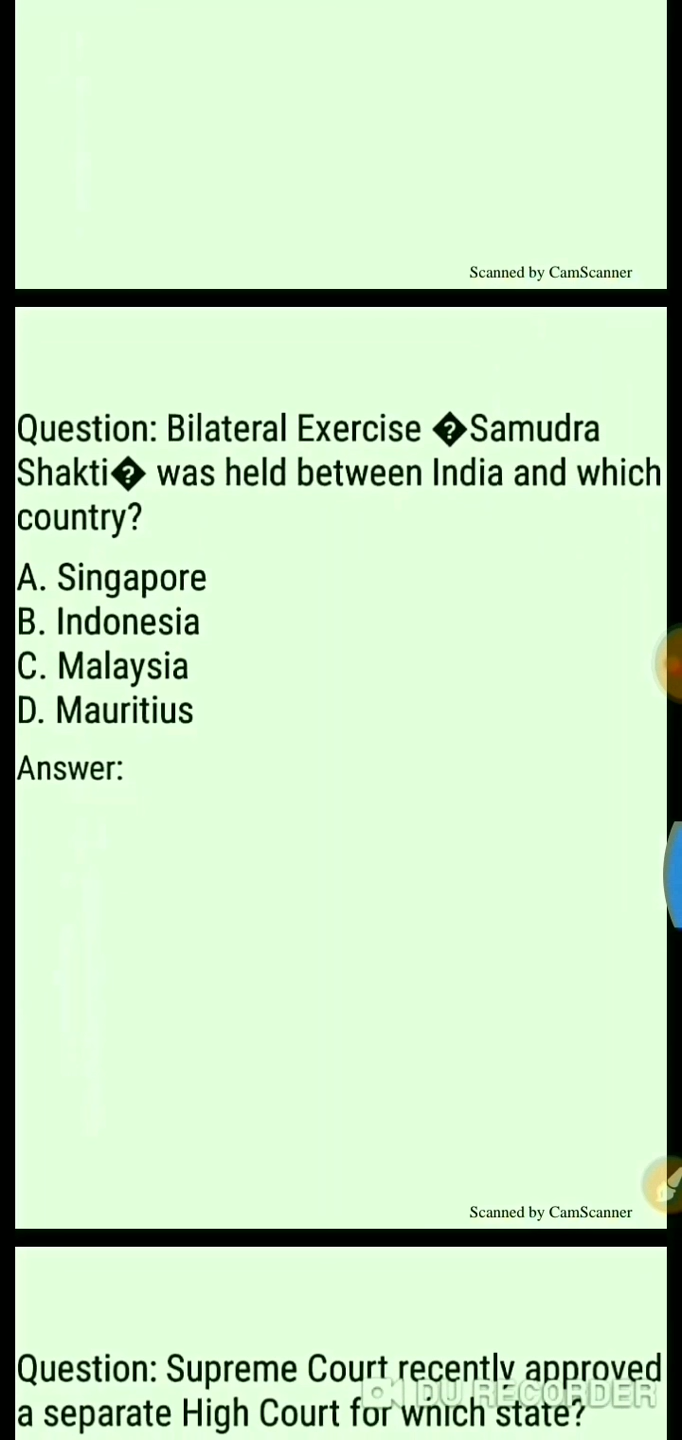 Scanned by CamScanner
Question: Bilateral Exercise �Samudra
Shakti� was held between India and which
country?
A. Singapore
B. Indonesia
C. Malaysia
D. Mauritius
Answer:
Scanned by CamScanner
Question: Supreme Court recently approved
DU RECORDER
a separate High Court for which state?